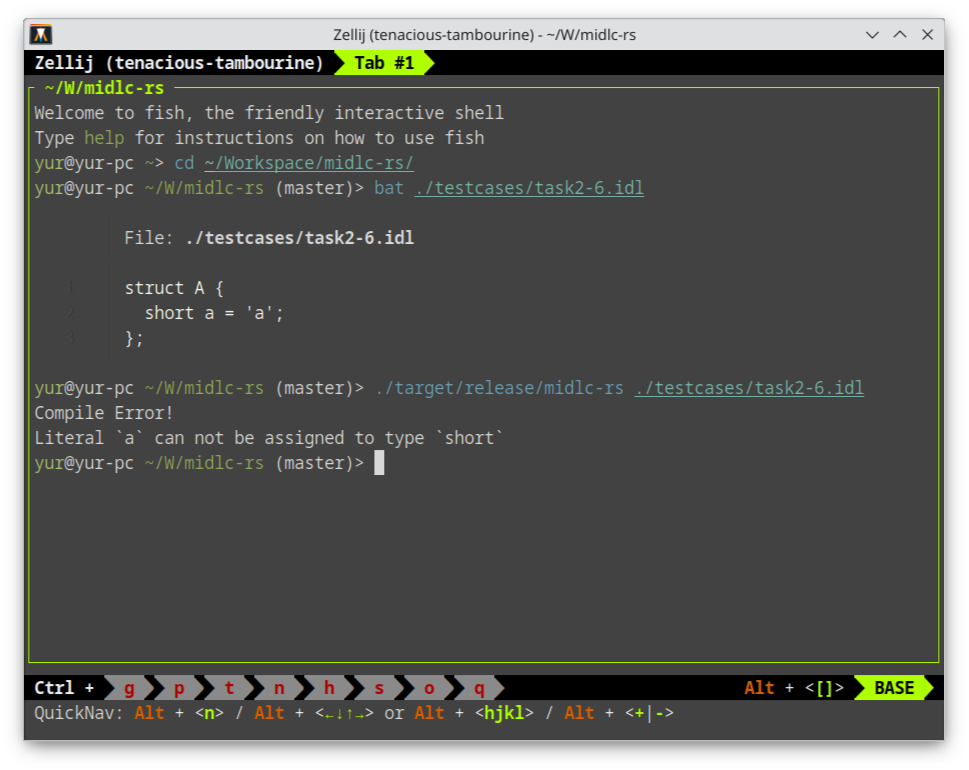 Zellij (tenacious-tambourine) - ~/W/midlc-rs
Zellij (tenacious-tambourine) Tab #1
~/W/midlc-rs
Welcome to fish, the friendly interactive shell
Type help for instructions on how to use fish
yur@yur-pc ~> cd ~/Workspace/midlc-rs/
yur@yur-pc ~/W/midlc-rs (master)> bat ./testcases/task2-6.idl
File: ./testcases/task2-6.idl
1 struct A {
2 short a = 'a';
3 };
yur@yur-pc ~/W/midlc-rs (master)> ./target/release/midlc-rs ./testcases/task2-6.idl
Compile Error!
Literal `a` can not be assigned to type `short`
yur@yur-pc ~/W/midlc-rs (master)>
Ctrl + g p t n h s o q Alt + <[]> BASE
QuickNav: Alt + <n> / Alt + <←↓↑→> or Alt + <hjkl> / Alt + <+|->